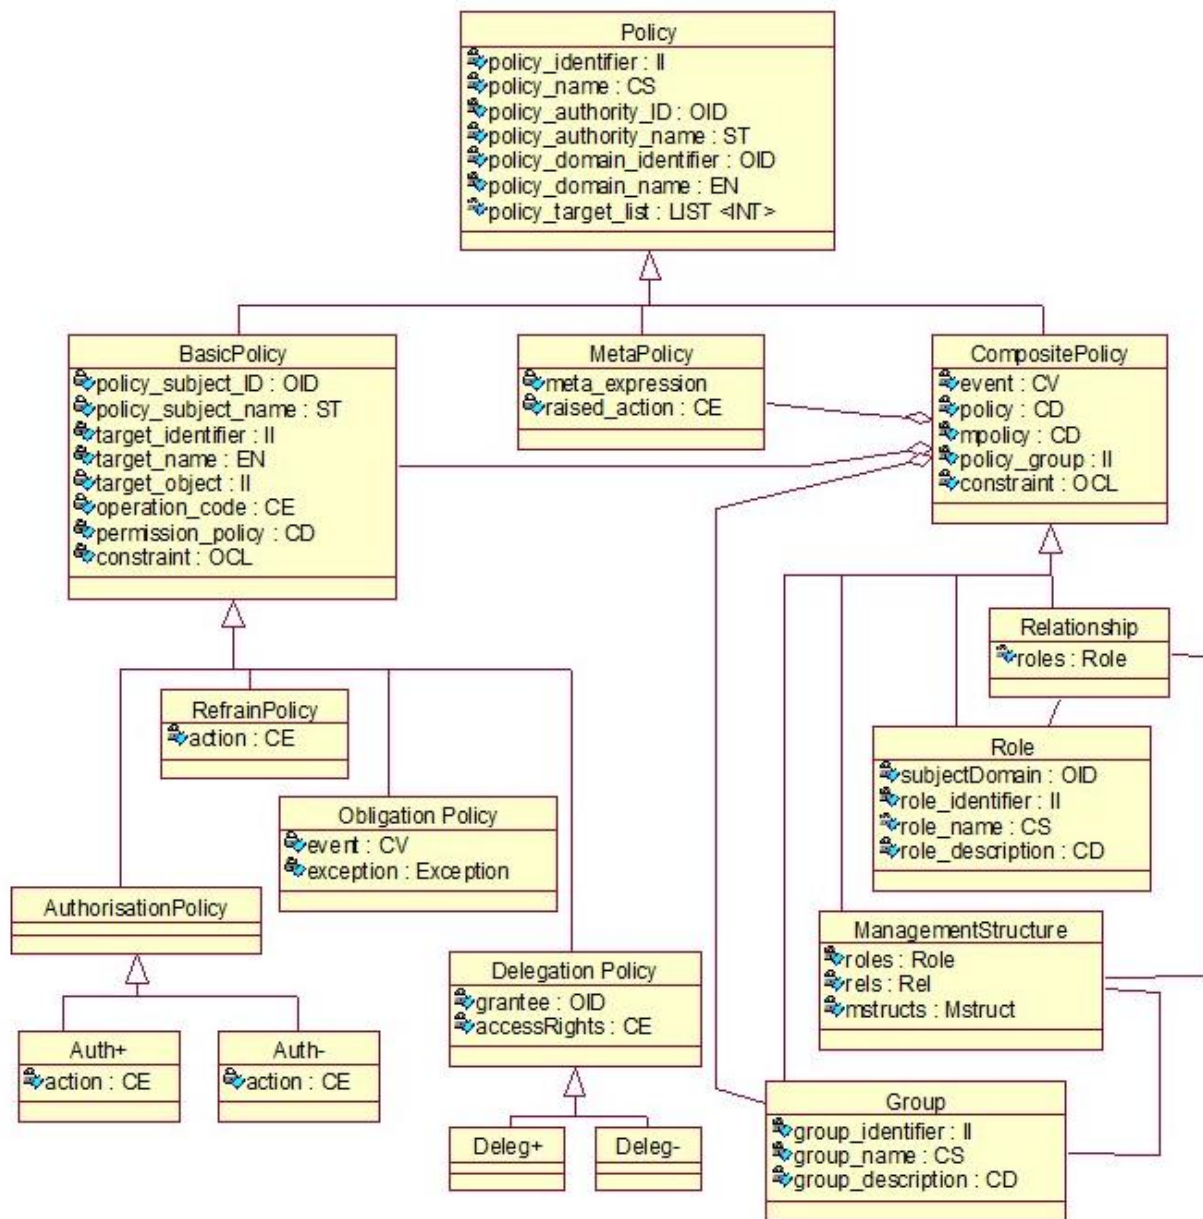 Policy
policy_identifier : II
policy_name : CS
policy_authority_ID : OID
policy_authority_name : ST
policy_domain_identifier : OID
policy_domain_name : EN
policy_target_list : LIST <INT>
BasicPolicy
policy_subject_ID : OID
policy_subject_name : ST
target_identifier : II
target_name : EN
target_object : II
operation_code : CE
permission_policy : CD
constraint : OCL
MetaPolicy
meta_expression
raised_action : CE
CompositePolicy
event : CV
policy : CD
mpolicy : CD
policy_group : II
constraint : OCL
Relationship
roles : Role
RefrainPolicy
action : CE
Role
subjectDomain : OID
role_identifier : II
role_name : CS
role_description : CD
Obligation Policy
event : CV
exception : Exception
AuthorisationPolicy
ManagementStructure
roles : Role
rels : Rel
mstructs : Mstruct
Delegation Policy
grantee : OID
accessRights : CE
Auth+
action : CE
Auth-
action : CE
Group
group_identifier : II
group_name : CS
group_description : CD
Deleg+
Deleg-